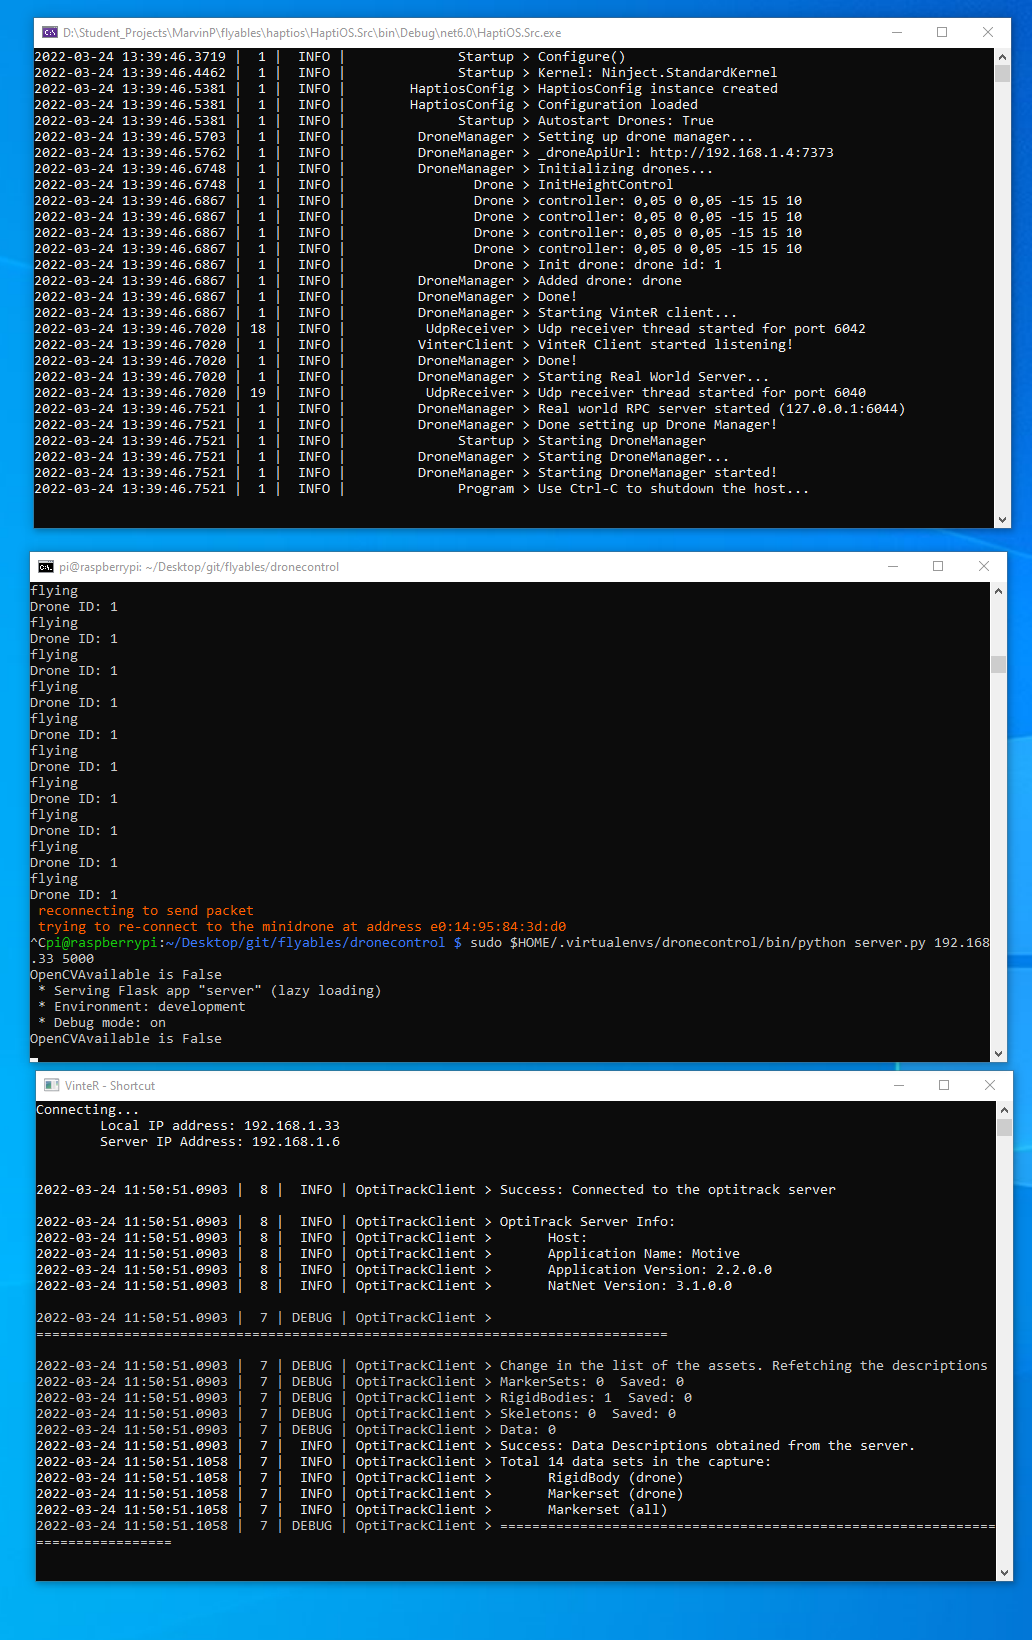 D:\Student_Projects\MarvinP\flyables\haptios\HaptiOS.Src\bin\Debug\net6.0\HaptiOS.Src.exe
2022-03-24 13:39:46.3719 | 1 | INFO | Startup > Configure()
2022-03-24 13:39:46.4462 | 1 | INFO | Startup > Kernel: Ninject.StandardKernel
2022-03-24 13:39:46.5381 | 1 | INFO | HaptiosConfig > HaptiosConfig instance created
2022-03-24 13:39:46.5381 | 1 | INFO | HaptiosConfig > Configuration loaded
2022-03-24 13:39:46.5381 | 1 | INFO | Startup > Autostart Drones: True
2022-03-24 13:39:46.5703 | 1 | INFO | DroneManager > Setting up drone manager...
2022-03-24 13:39:46.5762 | 1 | INFO | DroneManager > _droneApiUrl: http://192.168.1.4:7373
2022-03-24 13:39:46.6748 | 1 | INFO | DroneManager > Initializing drones...
2022-03-24 13:39:46.6748 | 1 | INFO | Drone > InitHeightControl
2022-03-24 13:39:46.6867 | 1 | INFO | Drone > controller: 0,05 0 0,05 -15 15 10
2022-03-24 13:39:46.6867 | 1 | INFO | Drone > controller: 0,05 0 0,05 -15 15 10
2022-03-24 13:39:46.6867 | 1 | INFO | Drone > controller: 0,05 0 0,05 -15 15 10
2022-03-24 13:39:46.6867 | 1 | INFO | Drone > controller: 0,05 0 0,05 -15 15 10
2022-03-24 13:39:46.6867 | 1 | INFO | Drone > Init drone: drone id: 1
2022-03-24 13:39:46.6867 | 1 | INFO | DroneManager > Added drone: drone
2022-03-24 13:39:46.6867 | 1 | INFO | DroneManager > Done!
2022-03-24 13:39:46.6867 | 1 | INFO | DroneManager > Starting VinteR client...
2022-03-24 13:39:46.7020 | 18 | INFO | UdpReceiver > Udp receiver thread started for port 6042
2022-03-24 13:39:46.7020 | 1 | INFO | VinterClient > VinteR Client started listening!
2022-03-24 13:39:46.7020 | 1 | INFO | DroneManager > Done!
2022-03-24 13:39:46.7020 | 1 | INFO | DroneManager > Starting Real World Server...
2022-03-24 13:39:46.7020 | 19 | INFO | UdpReceiver > Udp receiver thread started for port 6040
2022-03-24 13:39:46.7521 | 1 | INFO | DroneManager > Real world RPC server started (127.0.0.1:6044)
2022-03-24 13:39:46.7521 | 1 | INFO | DroneManager > Done setting up Drone Manager!
2022-03-24 13:39:46.7521 | 1 | INFO | Startup > Starting DroneManager
2022-03-24 13:39:46.7521 | 1 | INFO | DroneManager > Starting DroneManager...
2022-03-24 13:39:46.7521 | 1 | INFO | DroneManager > Starting DroneManager started!
2022-03-24 13:39:46.7521 | 1 | INFO | Program > Use Ctrl-C to shutdown the host...
pi@raspberrypi: ~/Desktop/git/flyables/dronecontrol
flying
Drone ID: 1
flying
Drone ID: 1
flying
Drone ID: 1
flying
Drone ID: 1
flying
Drone ID: 1
flying
Drone ID: 1
flying
Drone ID: 1
flying
Drone ID: 1
flying
Drone ID: 1
flying
Drone ID: 1
reconnecting to send packet
trying to re-connect to the minidrone at address e0:14:95:84:3d:d0
^Cpi@raspberrypi:~/Desktop/git/flyables/dronecontrol $ sudo $HOME/.virtualenvs/dronecontrol/bin/python server.py 192.168
.33 5000
OpenCVAvailable is False
* Serving Flask app "server" (lazy loading)
* Environment: development
* Debug mode: on
OpenCVAvailable is False
VinteR - Shortcut
Connecting...
Local IP address: 192.168.1.33
Server IP Address: 192.168.1.6
2022-03-24 11:50:51.0903 | 8 | INFO | OptiTrackClient > Success: Connected to the optitrack server
2022-03-24 11:50:51.0903 | 8 | INFO | OptiTrackClient > OptiTrack Server Info:
2022-03-24 11:50:51.0903 | 8 | INFO | OptiTrackClient > Host:
2022-03-24 11:50:51.0903 | 8 | INFO | OptiTrackClient > Application Name: Motive
2022-03-24 11:50:51.0903 | 8 | INFO | OptiTrackClient > Application Version: 2.2.0.0
2022-03-24 11:50:51.0903 | 8 | INFO | OptiTrackClient > NatNet Version: 3.1.0.0
2022-03-24 11:50:51.0903 | 7 | DEBUG | OptiTrackClient >
===============================================================================
2022-03-24 11:50:51.0903 | 7 | DEBUG | OptiTrackClient > Change in the list of the assets. Refetching the descriptions
2022-03-24 11:50:51.0903 | 7 | DEBUG | OptiTrackClient > MarkerSets: 0 Saved: 0
2022-03-24 11:50:51.0903 | 7 | DEBUG | OptiTrackClient > RigidBodies: 1 Saved: 0
2022-03-24 11:50:51.0903 | 7 | DEBUG | OptiTrackClient > Skeletons: 0 Saved: 0
2022-03-24 11:50:51.0903 | 7 | DEBUG | OptiTrackClient > Data: 0
2022-03-24 11:50:51.0903 | 7 | INFO | OptiTrackClient > Success: Data Descriptions obtained from the server.
2022-03-24 11:50:51.1058 | 7 | INFO | OptiTrackClient > Total 14 data sets in the capture:
2022-03-24 11:50:51.1058 | 7 | INFO | OptiTrackClient > RigidBody (drone)
2022-03-24 11:50:51.1058 | 7 | INFO | OptiTrackClient > Markerset (drone)
2022-03-24 11:50:51.1058 | 7 | INFO | OptiTrackClient > Markerset (all)
2022-03-24 11:50:51.1058 | 7 | DEBUG | OptiTrackClient > ==============================================================
=================